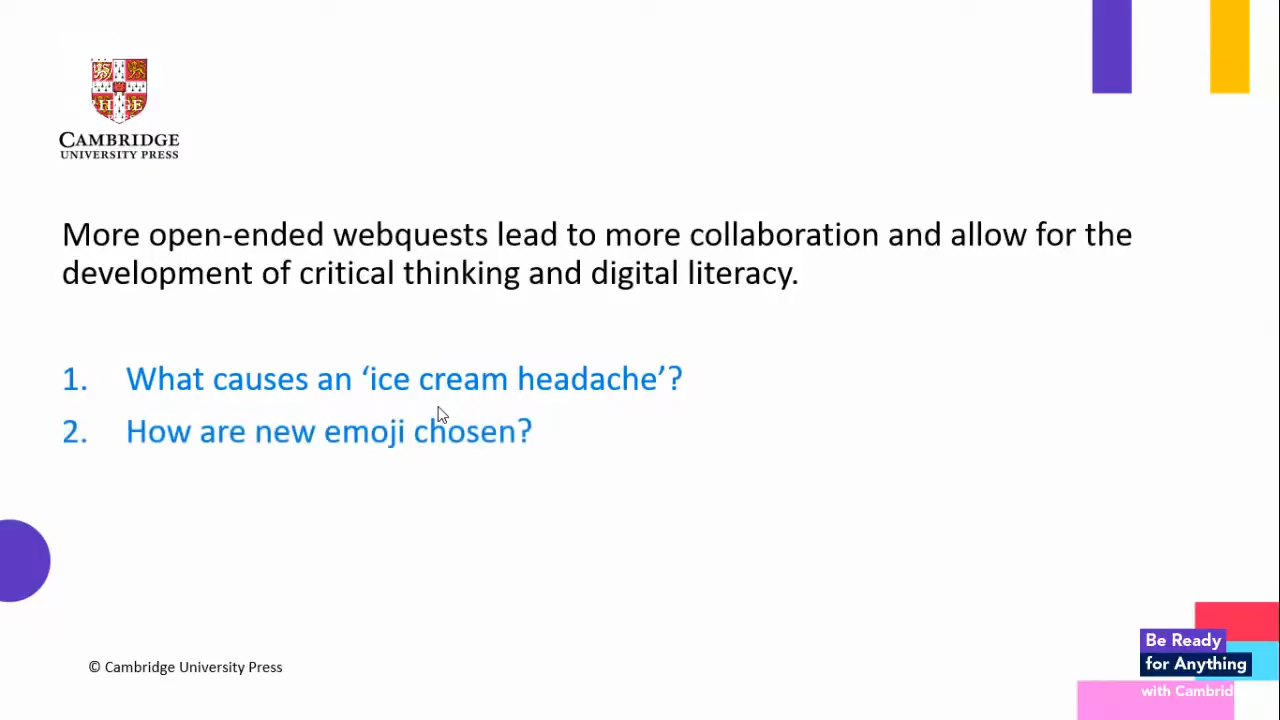 CAMBRIDGE
UNIVERSITY PRESS
More open-ended webquests lead to more collaboration and allow for the
development of critical thinking and digital literacy.
1. What causes an ‘ice cream headache’?
2. How are new emoji chosen?
© Cambridge University Press
Be Ready
for Anything
with Cambrid